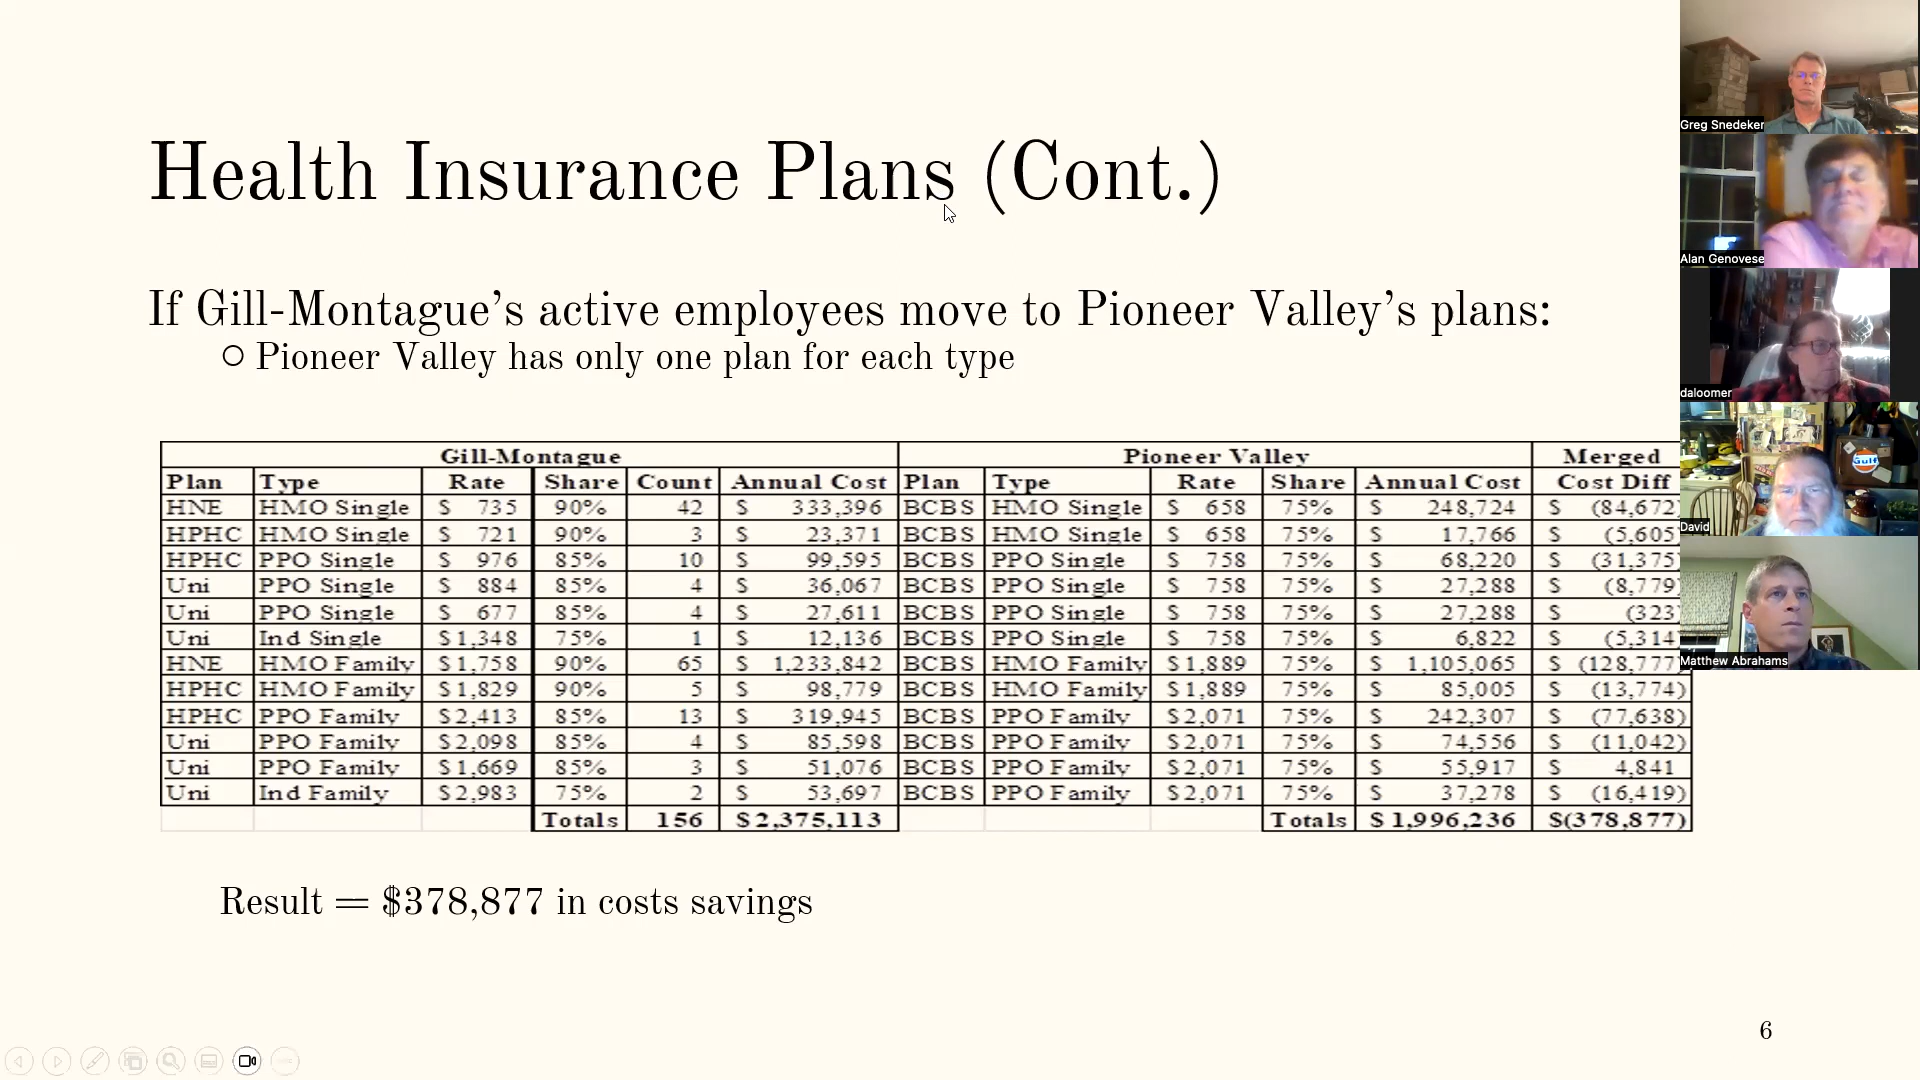 Health Insurance Plans (Cont.)
If Gill-Montague's active employees move to Pioneer Valley's plans:
Pioneer Valley has only one plan for each type
Gill-Montague Pioneer Valley Merged
Plan Type Rate Share Count Annual Cost Plan Type Rate Share Annual Cost Cost Diff
HNE HMO Single $ 735 90% 42 $ 333,396 BCBS HMO Single $ 658 75% $ 248,724 $ (84,672)
HPHC HMO Single $ 721 90% 3 $ 23,371 BCBS HMO Single $ 658 75% $ 17,766 $ (5,605)
HPHC PPO Single $ 976 85% 10 $ 99,595 BCBS PPO Single $ 758 75% $ 68,220 $ (31,375)
Uni PPO Single $ 884 85% 4 $ 36,067 BCBS PPO Single $ 758 75% $ 27,288 $ (8,779)
Uni PPO Single $ 677 85% 4 $ 27,611 BCBS PPO Single $ 758 75% $ 27,288 $ (323)
Uni Ind Single $1,348 75% 1 $ 12,136 BCBS PPO Single $ 758 75% $ 6,822 $ (5,314)
HNE HMO Family $1,758 90% 65 $ 1,233,842 BCBS HMO Family $1,889 75% $ 1,105,065 $ (128,777)
HPHC HMO Family $1,829 90% 5 $ 98,779 BCBS HMO Family $1,889 75% $ 85,005 $ (13,774)
HPHC PPO Family $2,413 85% 13 $ 319,945 BCBS PPO Family $2,071 75% $ 242,307 $ (77,638)
Uni PPO Family $2,098 85% 4 $ 85,598 BCBS PPO Family $2,071 75% $ 74,556 $ (11,042)
Uni PPO Family $1,669 85% 3 $ 51,076 BCBS PPO Family $2,071 75% $ 55,917 $ 4,841
Uni Ind Family $2,983 75% 2 $ 53,697 BCBS PPO Family $2,071 75% $ 37,278 $ (16,419)
Totals 156 $2,375,113 Totals $1,996,236 $(378,877)
Result = $378,877 in costs savings
6
Greg Snedeker
Alan Genovese
daloomer
Gulf
David
Matthew Abrahams